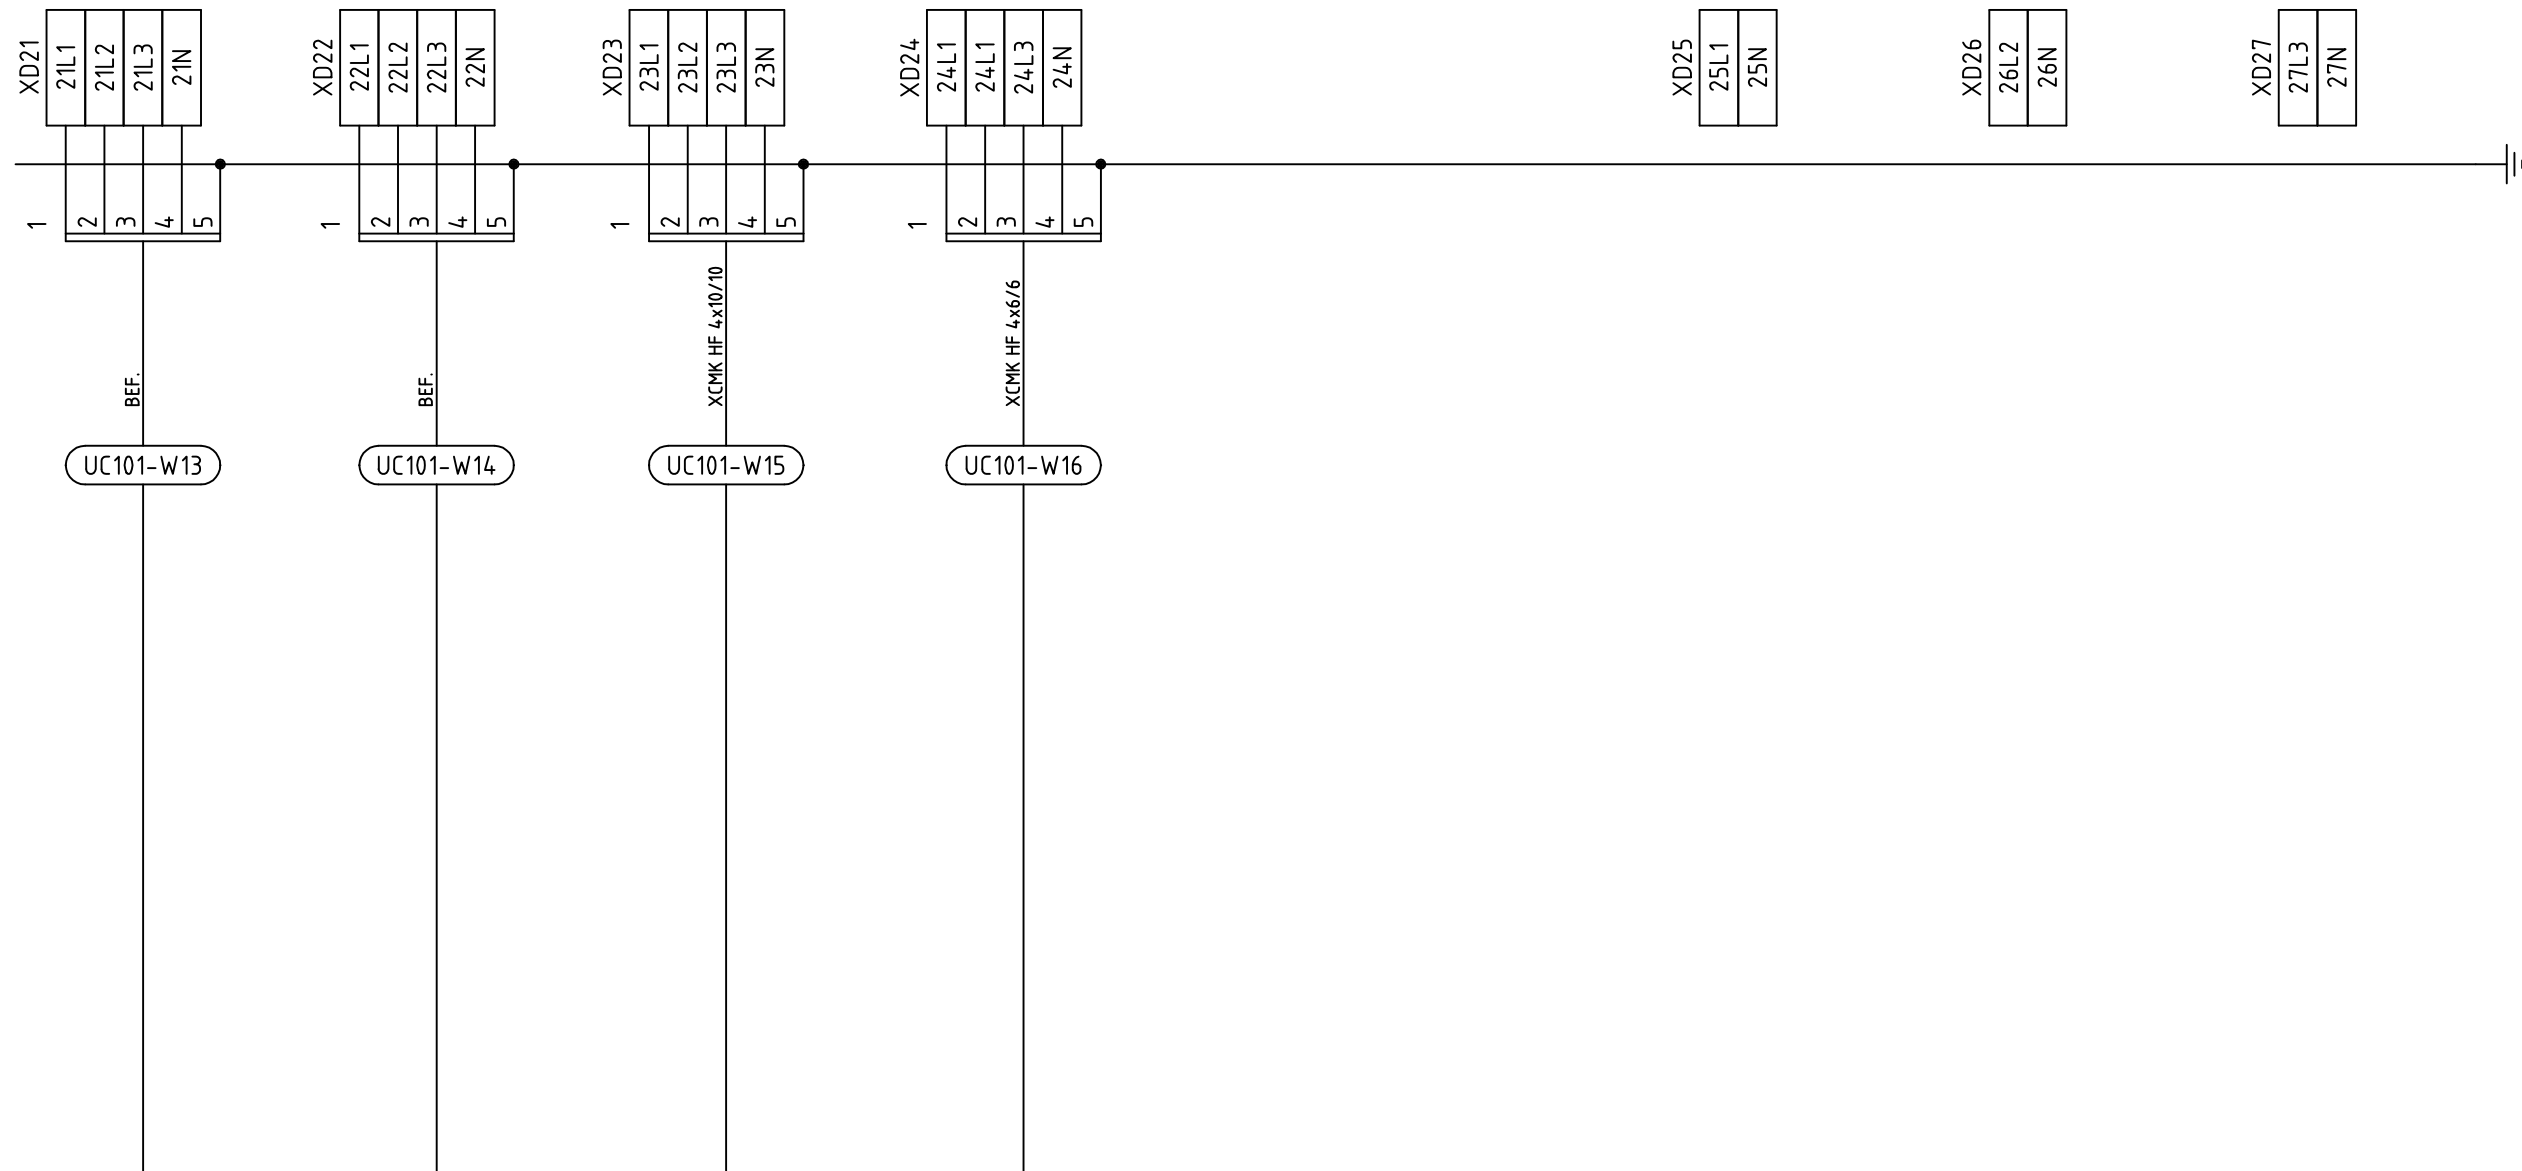 XD21 21L1 21L2 21L3 21N
XD22 22L1 22L2 22L3 22N
XD23 23L1 23L2 23L3 23N
XD24 24L1 24L1 24L3 24N
XD25 25L1 25N
XD26 26L2 26N
XD27 27L3 27N
1 2 3 4 5
1 2 3 4 5
1 2 3 4 5
1 2 3 4 5
BEF.
BEF.
XCMK HF 4x10/10
XCMK HF 4x6/6
UC101-W13
UC101-W14
UC101-W15
UC101-W16